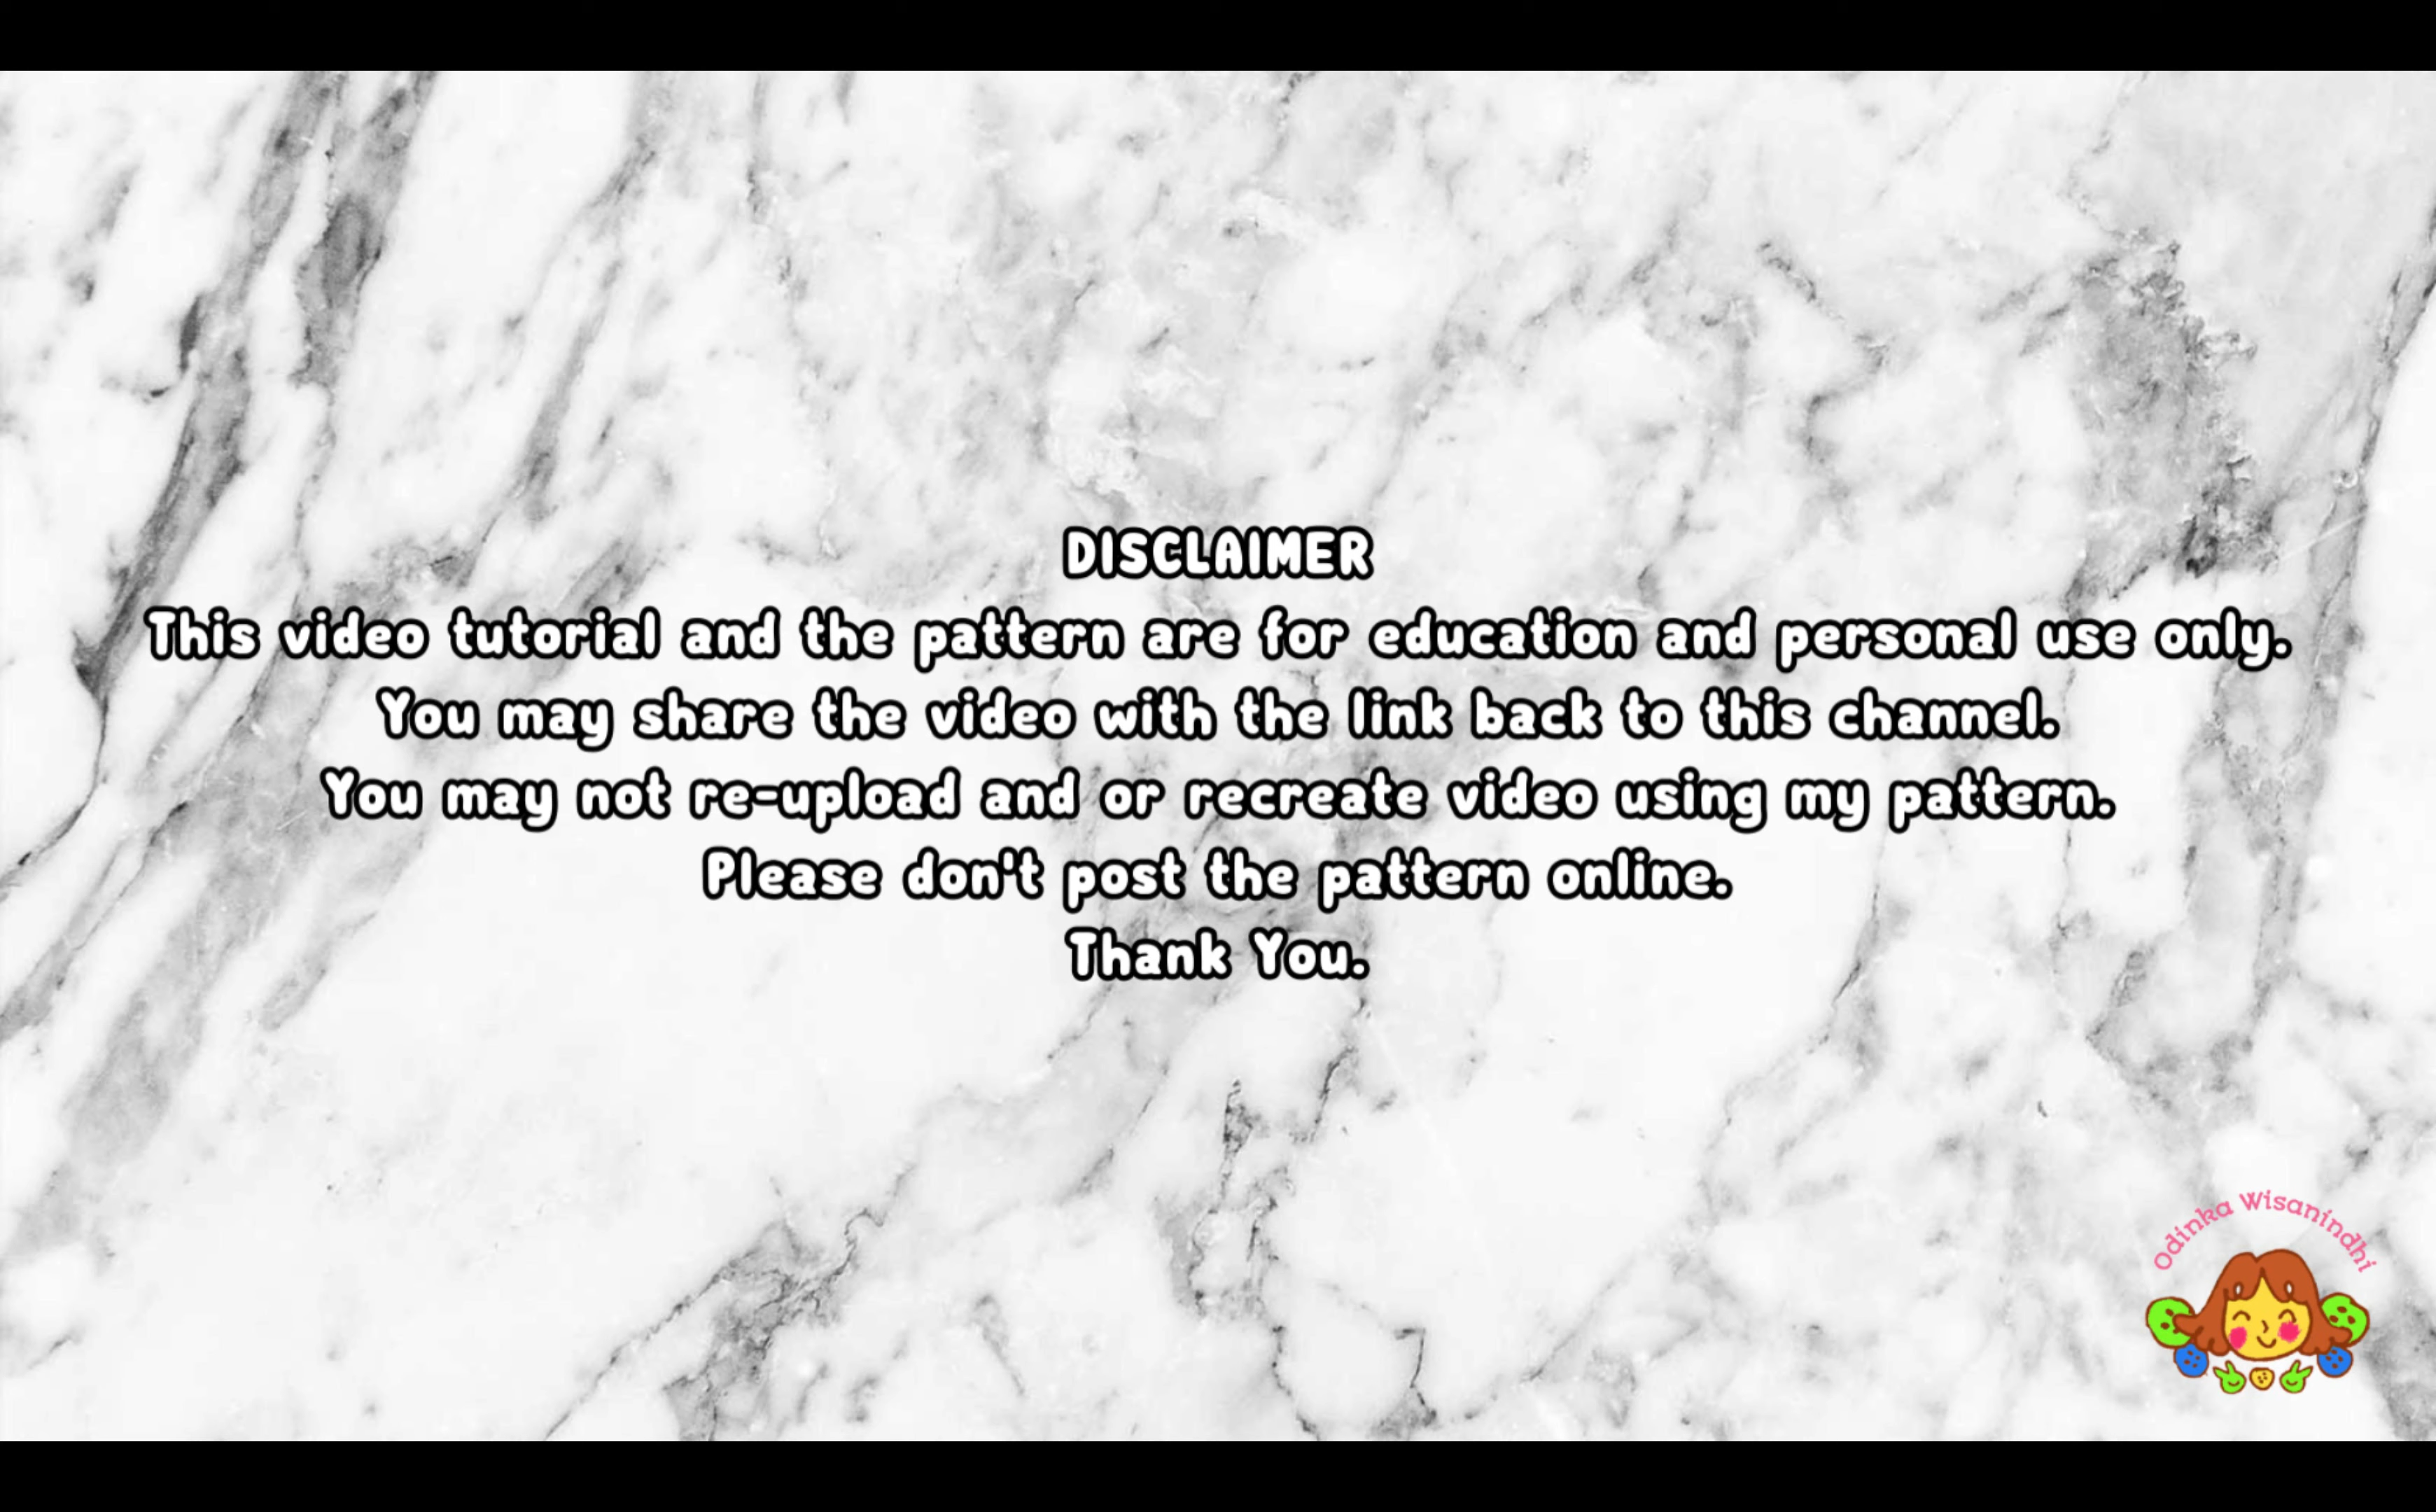 DISCLAIMER
This video tutorial and the pattern are for education and personal use only.
You may share the video with the link back to this channel.
You may not re-upload and or recreate video using my pattern.
Please don't post the pattern online.
Thank You.
Odinka Wisanindhi